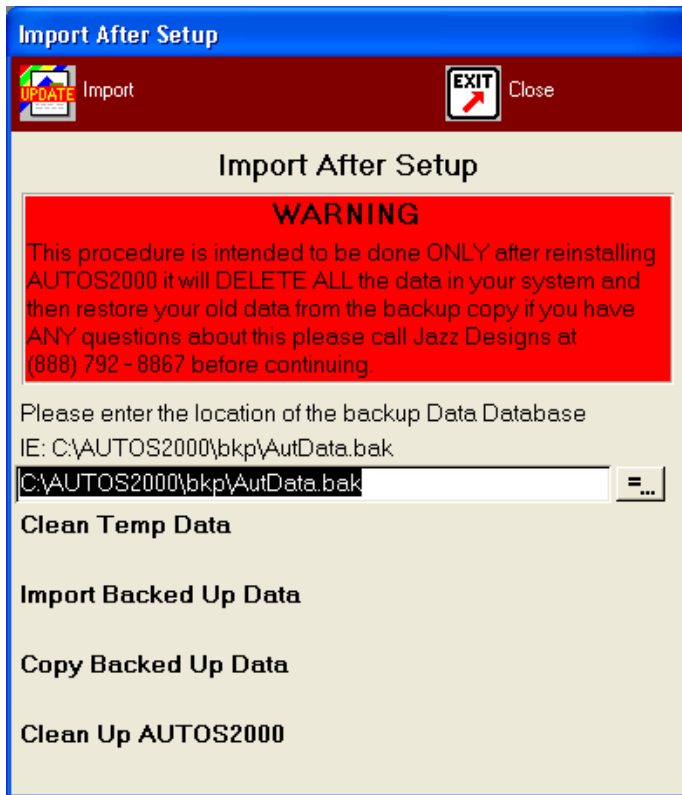 Import After Setup
UPDATE Import
EXIT Close
Import After Setup
WARNING
This procedure is intended to be done ONLY after reinstalling
AUTOS2000 it will DELETE ALL the data in your system and
then restore your old data from the backup copy if you have
ANY questions about this please call Jazz Designs at
(888) 792 - 8867 before continuing.
Please enter the location of the backup Data Database
IE: C:\AUTOS2000\bkp\AutData.bak
C:\AUTOS2000\bkp\AutData.bak
=...
Clean Temp Data
Import Backed Up Data
Copy Backed Up Data
Clean Up AUTOS2000